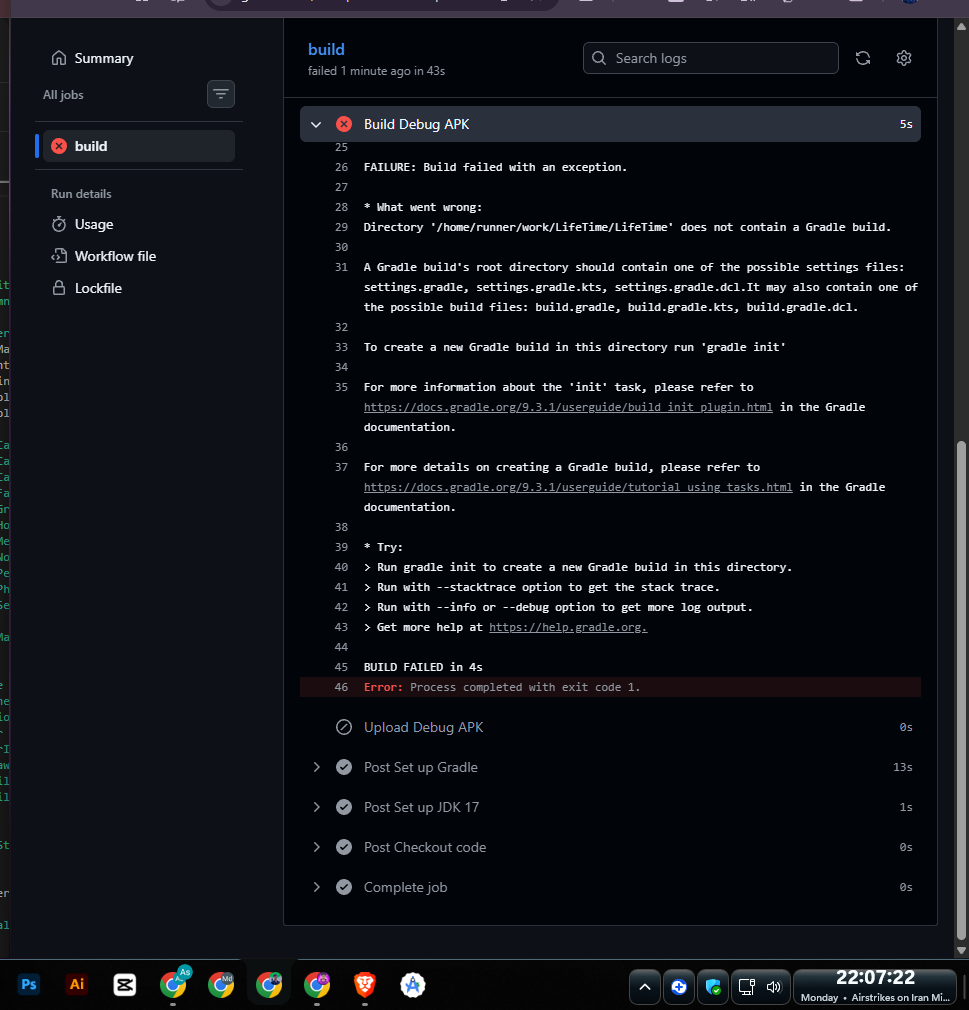 Summary
All jobs
build
Run details
Usage
Workflow file
Lockfile
build
failed 1 minute ago in 43s
Search logs
Build Debug APK 5s
25
26 FAILURE: Build failed with an exception.
27
28 * What went wrong:
29 Directory '/home/runner/work/LifeTime/LifeTime' does not contain a Gradle build.
30
31 A Gradle build's root directory should contain one of the possible settings files:
settings.gradle, settings.gradle.kts, settings.gradle.dcl.It may also contain one of
the possible build files: build.gradle, build.gradle.kts, build.gradle.dcl.
32
33 To create a new Gradle build in this directory run 'gradle init'
34
35 For more information about the 'init' task, please refer to
https://docs.gradle.org/9.3.1/userguide/build_init_plugin.html in the Gradle
documentation.
36
37 For more details on creating a Gradle build, please refer to
https://docs.gradle.org/9.3.1/userguide/tutorial_using_tasks.html in the Gradle
documentation.
38
39 * Try:
40 > Run gradle init to create a new Gradle build in this directory.
41 > Run with --stacktrace option to get the stack trace.
42 > Run with --info or --debug option to get more log output.
43 > Get more help at https://help.gradle.org.
44
45 BUILD FAILED in 4s
46 Error: Process completed with exit code 1.
Upload Debug APK 0s
Post Set up Gradle 13s
Post Set up JDK 17 1s
Post Checkout code 0s
Complete job 0s
Ps
Ai
As
Md
22:07:22
Monday • Airstrikes on Iran Mi...